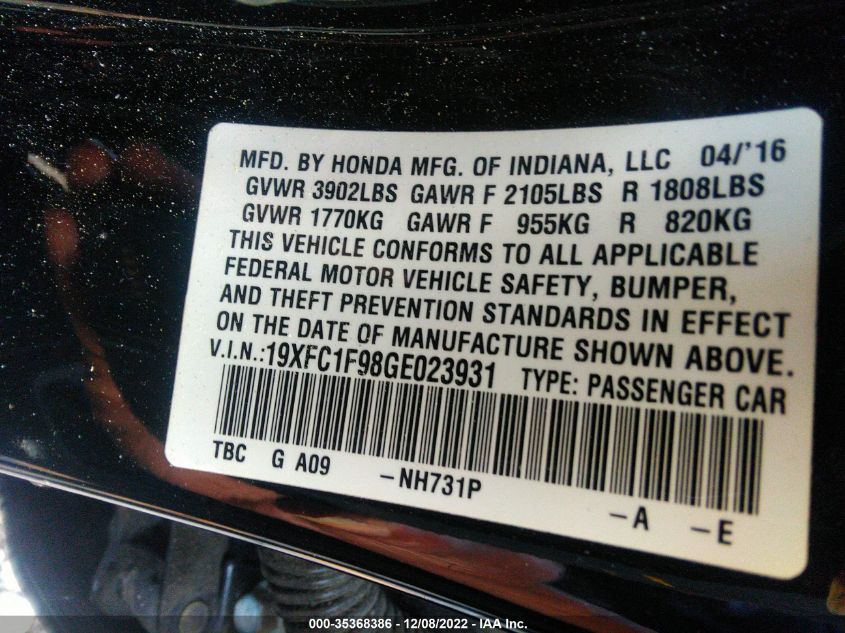 MFD. BY HONDA MFG. OF INDIANA, LLC 04/'16
GVWR 3902LBS GAWR F 2105LBS R 1808LBS
GVWR 1770KG GAWR F 955KG R 820KG
THIS VEHICLE CONFORMS TO ALL APPLICABLE
FEDERAL MOTOR VEHICLE SAFETY, BUMPER,
AND THEFT PREVENTION STANDARDS IN EFFECT
ON THE DATE OF MANUFACTURE SHOWN ABOVE.
V.I.N.:19XFC1F98GE023931 TYPE: PASSENGER CAR
TBC G A09 -NH731P -A -E
000-35368386 - 12/08/2022 - IAA Inc.